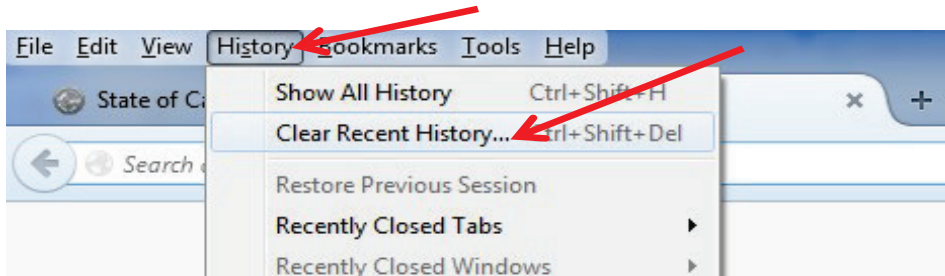 File Edit View History Bookmarks Tools Help
State of Ca
Show All History Ctrl+Shift+H
Clear Recent History... Ctrl+Shift+Del
Search
Restore Previous Session
Recently Closed Tabs
Recently Closed Windows